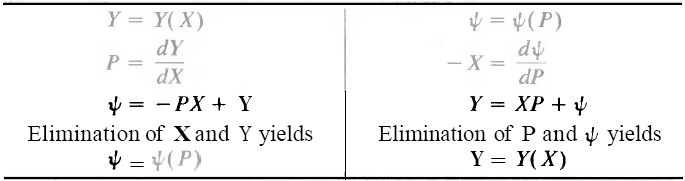 Y = Y(X)
P = dY/dX
ψ = −PX + Y
Elimination of X and Y yields
ψ = ψ(P)
ψ = ψ(P)
−X = dψ/dP
Y = XP + ψ
Elimination of P and ψ yields
Y = Y(X)